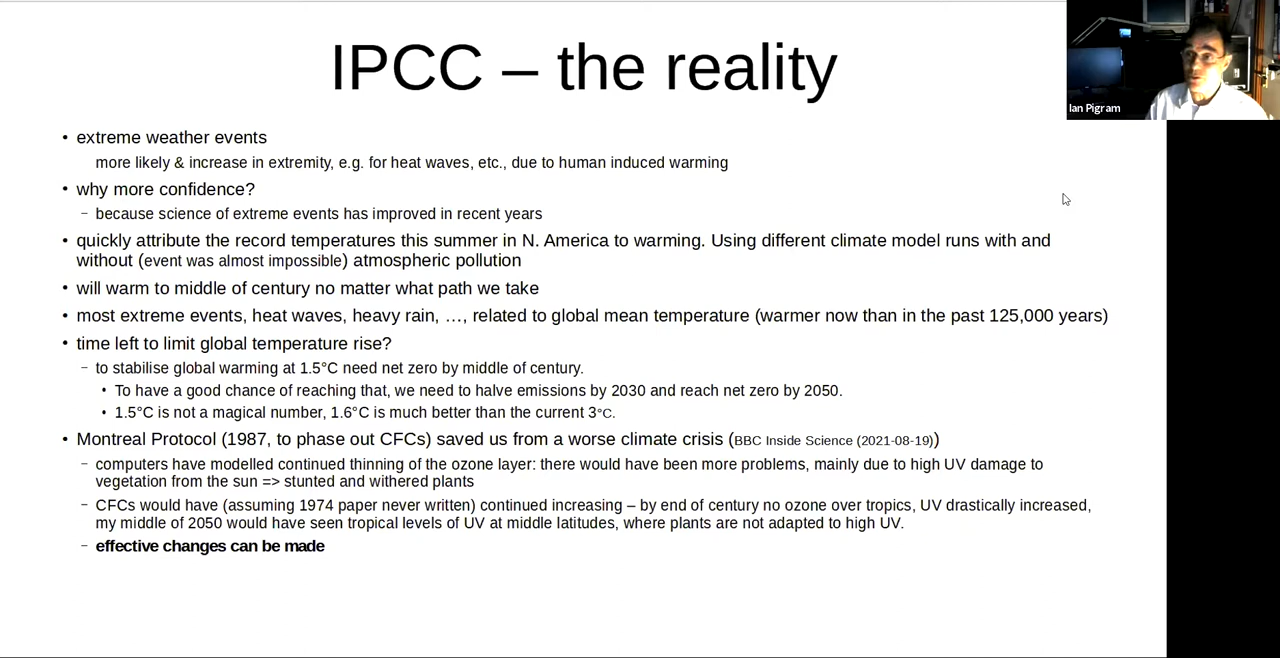 IPCC – the reality
Ian Pigram
• extreme weather events
more likely & increase in extremity, e.g. for heat waves, etc., due to human induced warming
• why more confidence?
– because science of extreme events has improved in recent years
• quickly attribute the record temperatures this summer in N. America to warming. Using different climate model runs with and
without (event was almost impossible) atmospheric pollution
• will warm to middle of century no matter what path we take
• most extreme events, heat waves, heavy rain, …, related to global mean temperature (warmer now than in the past 125,000 years)
• time left to limit global temperature rise?
– to stabilise global warming at 1.5°C need net zero by middle of century.
• To have a good chance of reaching that, we need to halve emissions by 2030 and reach net zero by 2050.
• 1.5°C is not a magical number, 1.6°C is much better than the current 3°C.
• Montreal Protocol (1987, to phase out CFCs) saved us from a worse climate crisis (BBC Inside Science (2021-08-19))
– computers have modelled continued thinning of the ozone layer: there would have been more problems, mainly due to high UV damage to
vegetation from the sun => stunted and withered plants
– CFCs would have (assuming 1974 paper never written) continued increasing – by end of century no ozone over tropics, UV drastically increased,
my middle of 2050 would have seen tropical levels of UV at middle latitudes, where plants are not adapted to high UV.
– effective changes can be made